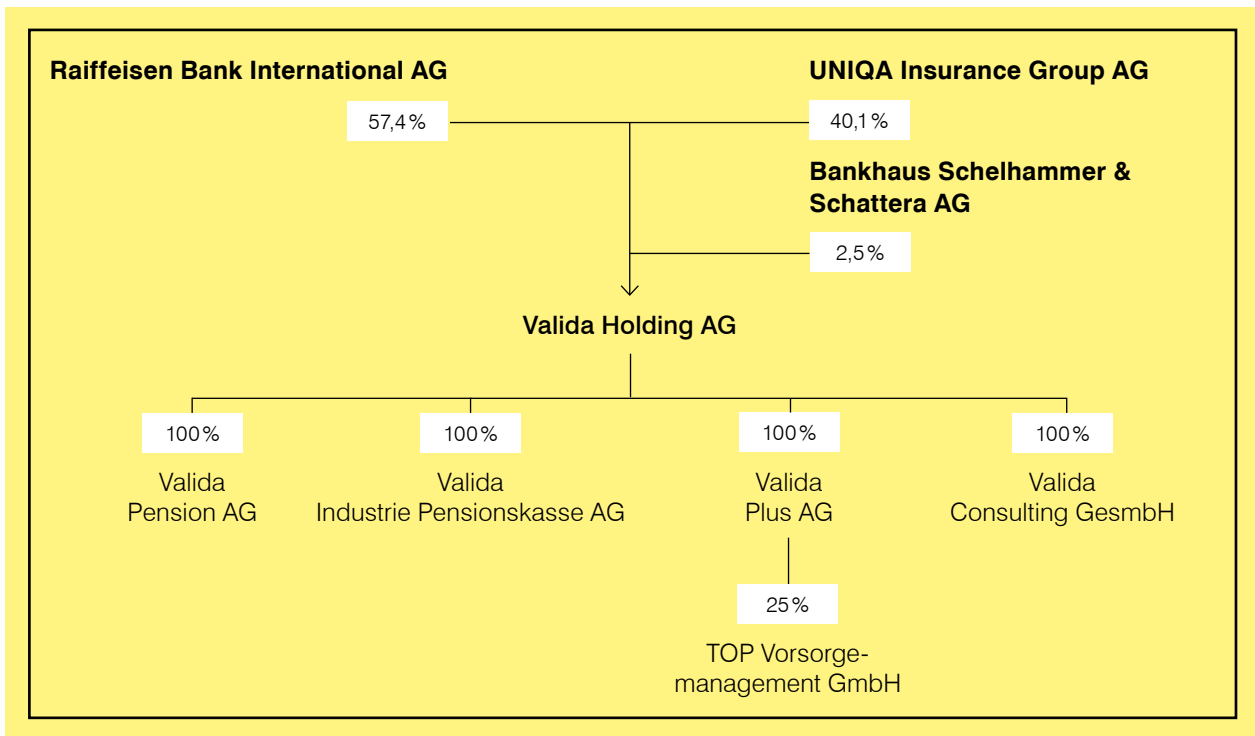 Raiffeisen Bank International AG
57,4%
UNIQA Insurance Group AG
40,1%
Bankhaus Schelhammer &
Schattera AG
2,5%
Valida Holding AG
100%
Valida
Pension AG
100%
Valida
Industrie Pensionskasse AG
100%
Valida
Plus AG
100%
Valida
Consulting GesmbH
25%
TOP Vorsorge-
management GmbH